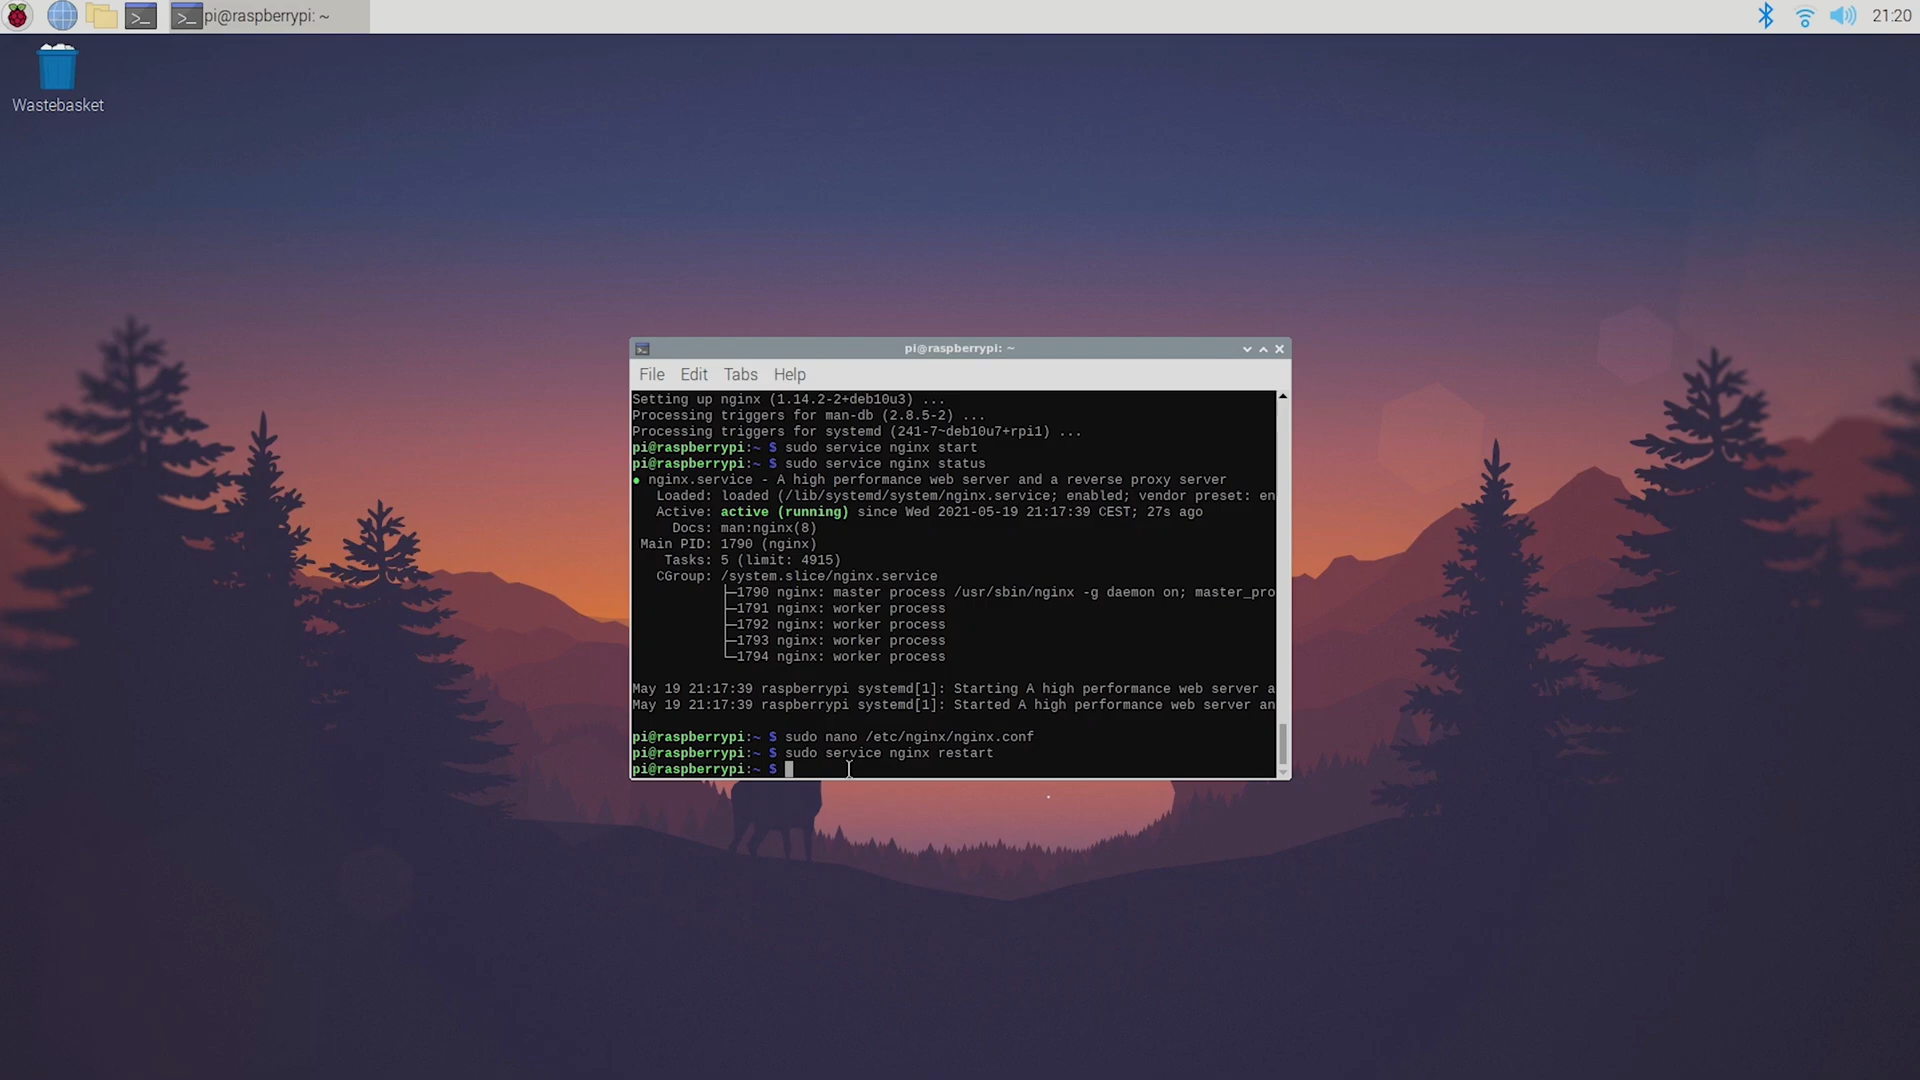 pi@raspberrypi: ~
21:20
Wastebasket
pi@raspberrypi: ~
File Edit Tabs Help
Setting up nginx (1.14.2-2+deb10u3) ...
Processing triggers for man-db (2.8.5-2) ...
Processing triggers for systemd (241-7~deb10u7+rpi1) ...
pi@raspberrypi:~ $ sudo service nginx start
pi@raspberrypi:~ $ sudo service nginx status
● nginx.service - A high performance web server and a reverse proxy server
Loaded: loaded (/lib/systemd/system/nginx.service; enabled; vendor preset: en
Active: active (running) since Wed 2021-05-19 21:17:39 CEST; 27s ago
Docs: man:nginx(8)
Main PID: 1790 (nginx)
Tasks: 5 (limit: 4915)
CGroup: /system.slice/nginx.service
├─1790 nginx: master process /usr/sbin/nginx -g daemon on; master_pro
├─1791 nginx: worker process
├─1792 nginx: worker process
├─1793 nginx: worker process
└─1794 nginx: worker process
May 19 21:17:39 raspberrypi systemd[1]: Starting A high performance web server a
May 19 21:17:39 raspberrypi systemd[1]: Started A high performance web server an
pi@raspberrypi:~ $ sudo nano /etc/nginx/nginx.conf
pi@raspberrypi:~ $ sudo service nginx restart
pi@raspberrypi:~ $